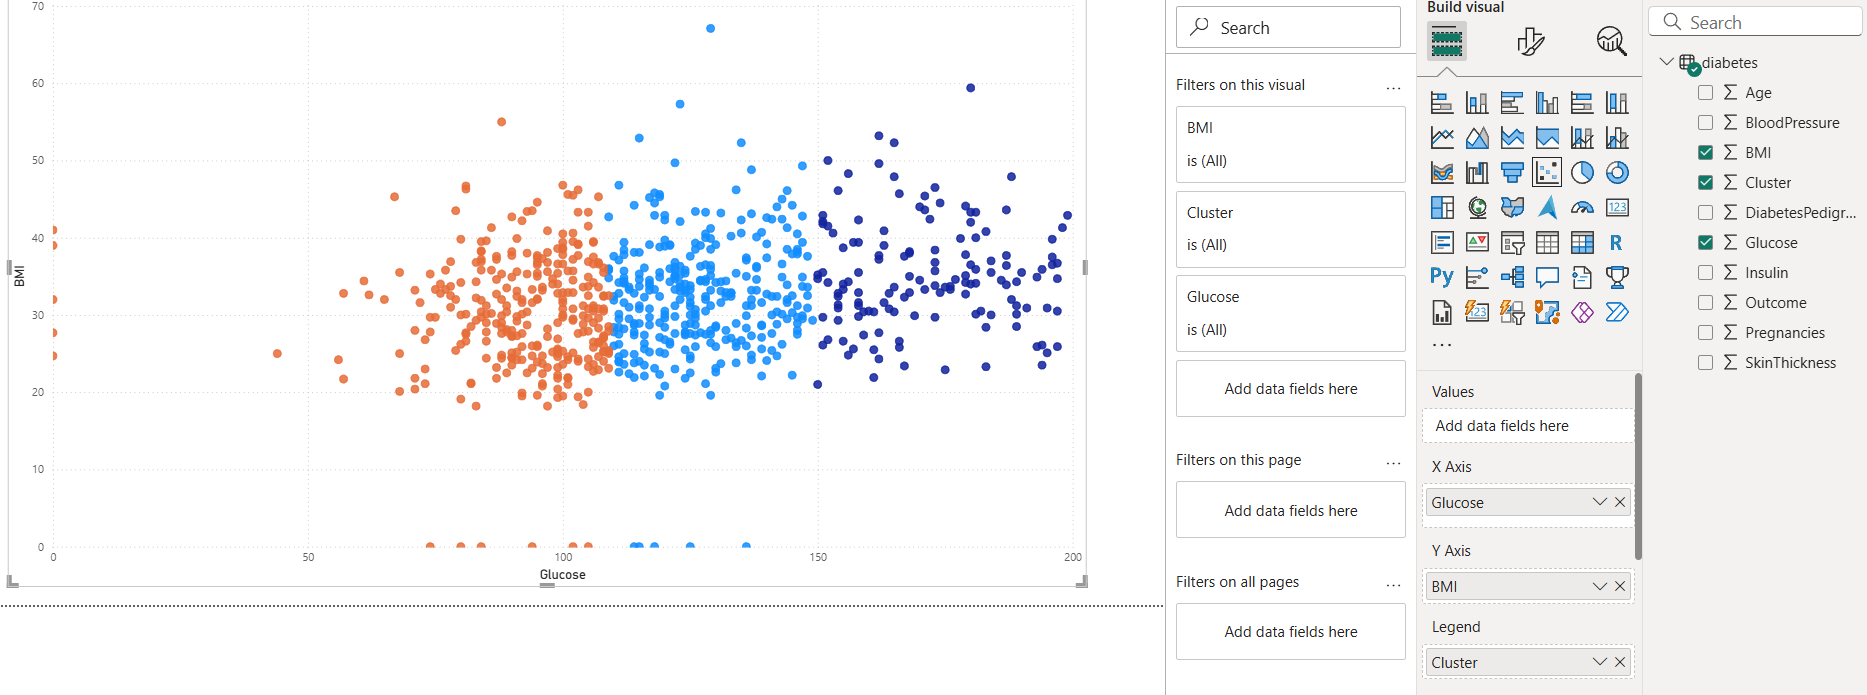 70
60
50
40
30
20
10
0
BMI
0
50
100
150
200
Glucose
Search
Filters on this visual
...
BMI
is (All)
Cluster
is (All)
Glucose
is (All)
Add data fields here
Filters on this page
...
Add data fields here
Filters on all pages
...
Add data fields here
Build visual
123
R
Py
123
...
Values
Add data fields here
X Axis
Glucose
Y Axis
BMI
Legend
Cluster
Search
diabetes
Age
BloodPressure
BMI
Cluster
DiabetesPedigr...
Glucose
Insulin
Outcome
Pregnancies
SkinThickness